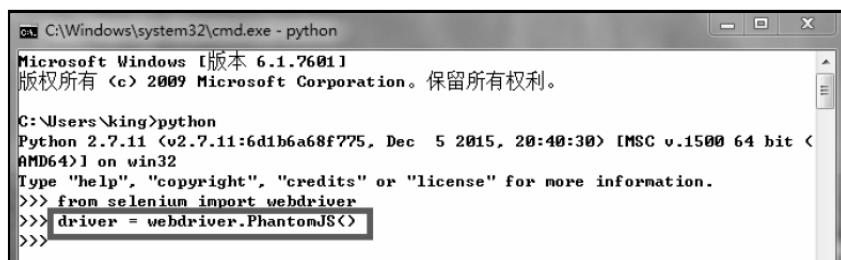 C:\Windows\system32\cmd.exe - python
Microsoft Windows [版本 6.1.7601]
版权所有 (c) 2009 Microsoft Corporation。保留所有权利。
C:\Users\king>python
Python 2.7.11 (v2.7.11:6d1b6a68f775, Dec  5 2015, 20:40:30) [MSC v.1500 64 bit (
AMD64)] on win32
Type "help", "copyright", "credits" or "license" for more information.
>>> from selenium import webdriver
>>> driver = webdriver.PhantomJS()
>>>